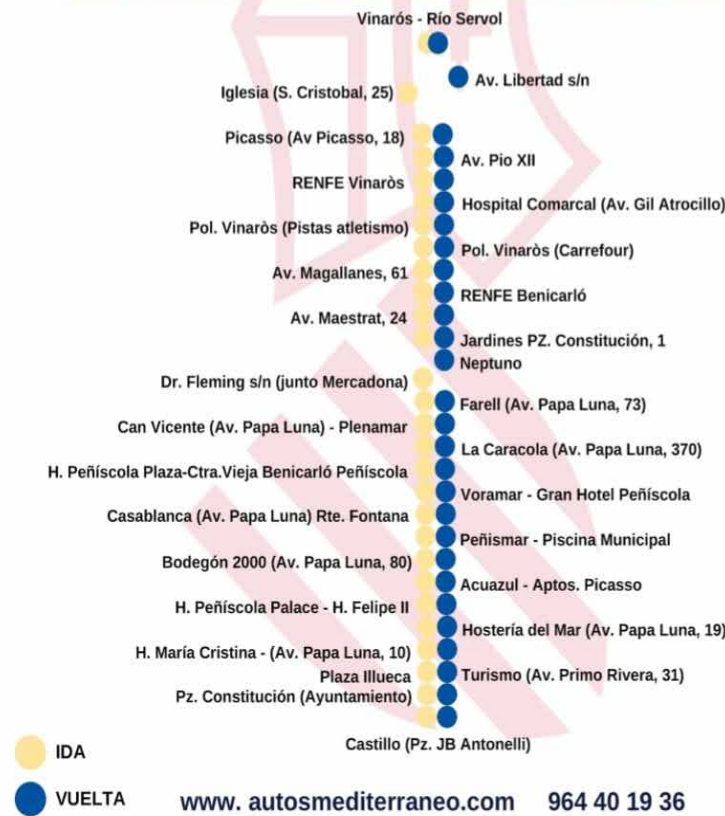 Vinarós - Río Servol
Av. Libertad s/n
Iglesia (S. Cristobal, 25)
Picasso (Av Picasso, 18)
Av. Pio XII
RENFE Vinaròs
Hospital Comarcal (Av. Gil Atrocillo)
Pol. Vinaròs (Pistas atletismo)
Pol. Vinaròs (Carrefour)
Av. Magallanes, 61
RENFE Benicarló
Av. Maestrat, 24
Jardines PZ. Constitución, 1
Neptuno
Dr. Fleming s/n (junto Mercadona)
Farell (Av. Papa Luna, 73)
Can Vicente (Av. Papa Luna) - Plenamar
La Caracola (Av. Papa Luna, 370)
H. Peñíscola Plaza-Ctra.Vieja Benicarló Peñíscola
Voramar - Gran Hotel Peñíscola
Casablanca (Av. Papa Luna) Rte. Fontana
Peñismar - Piscina Municipal
Bodegón 2000 (Av. Papa Luna, 80)
Acuazul - Aptos. Picasso
H. Peñíscola Palace - H. Felipe II
Hostería del Mar (Av. Papa Luna, 19)
H. María Cristina - (Av. Papa Luna, 10)
Plaza Illueca
Turismo (Av. Primo Rivera, 31)
Pz. Constitución (Ayuntamiento)
Castillo (Pz. JB Antonelli)
IDA
VUELTA
www. autosmediterraneo.com 964 40 19 36